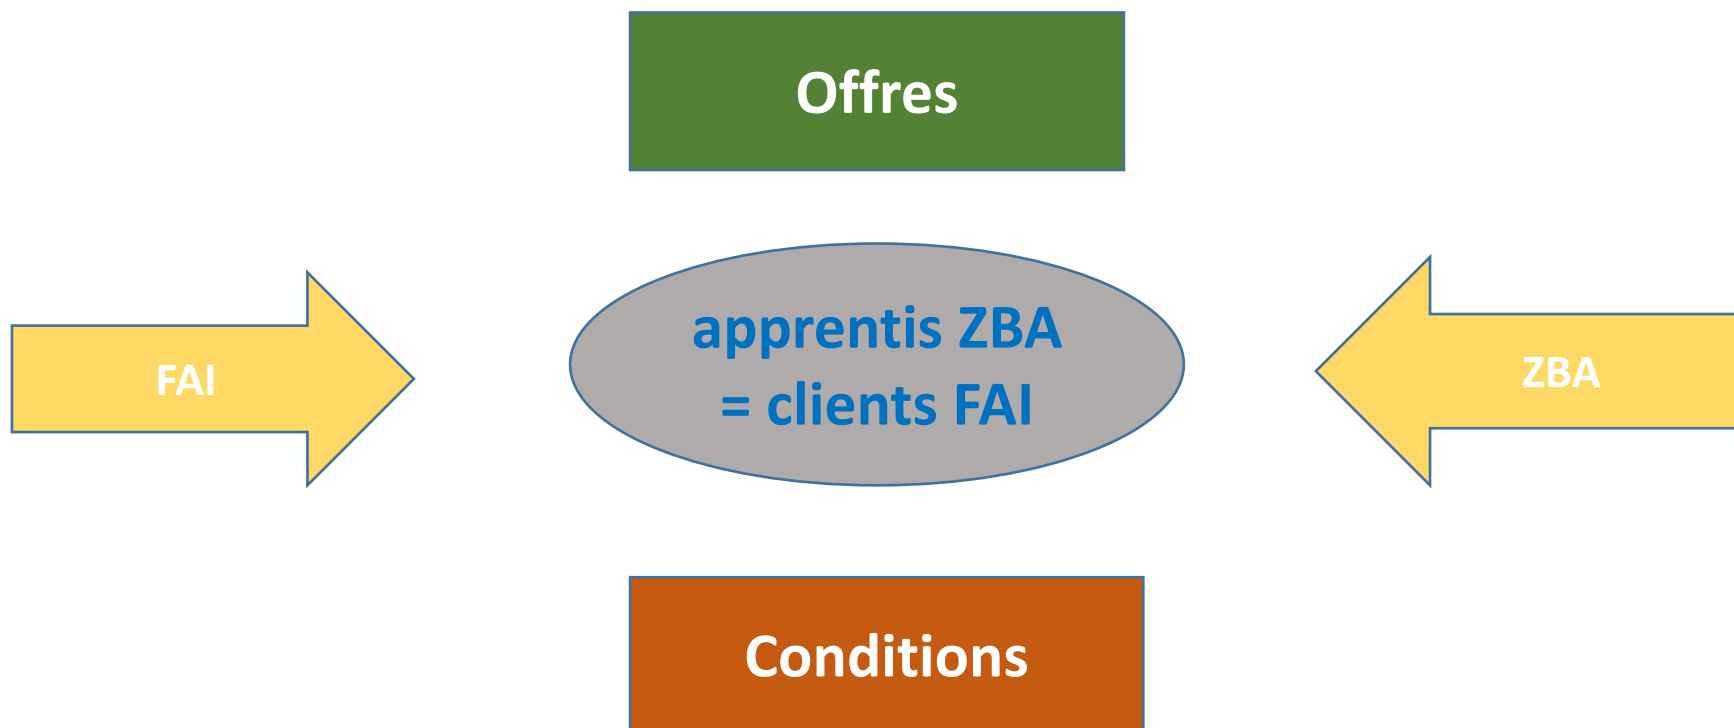 Offres
FAI
apprentis ZBA
= clients FAI
ZBA
Conditions